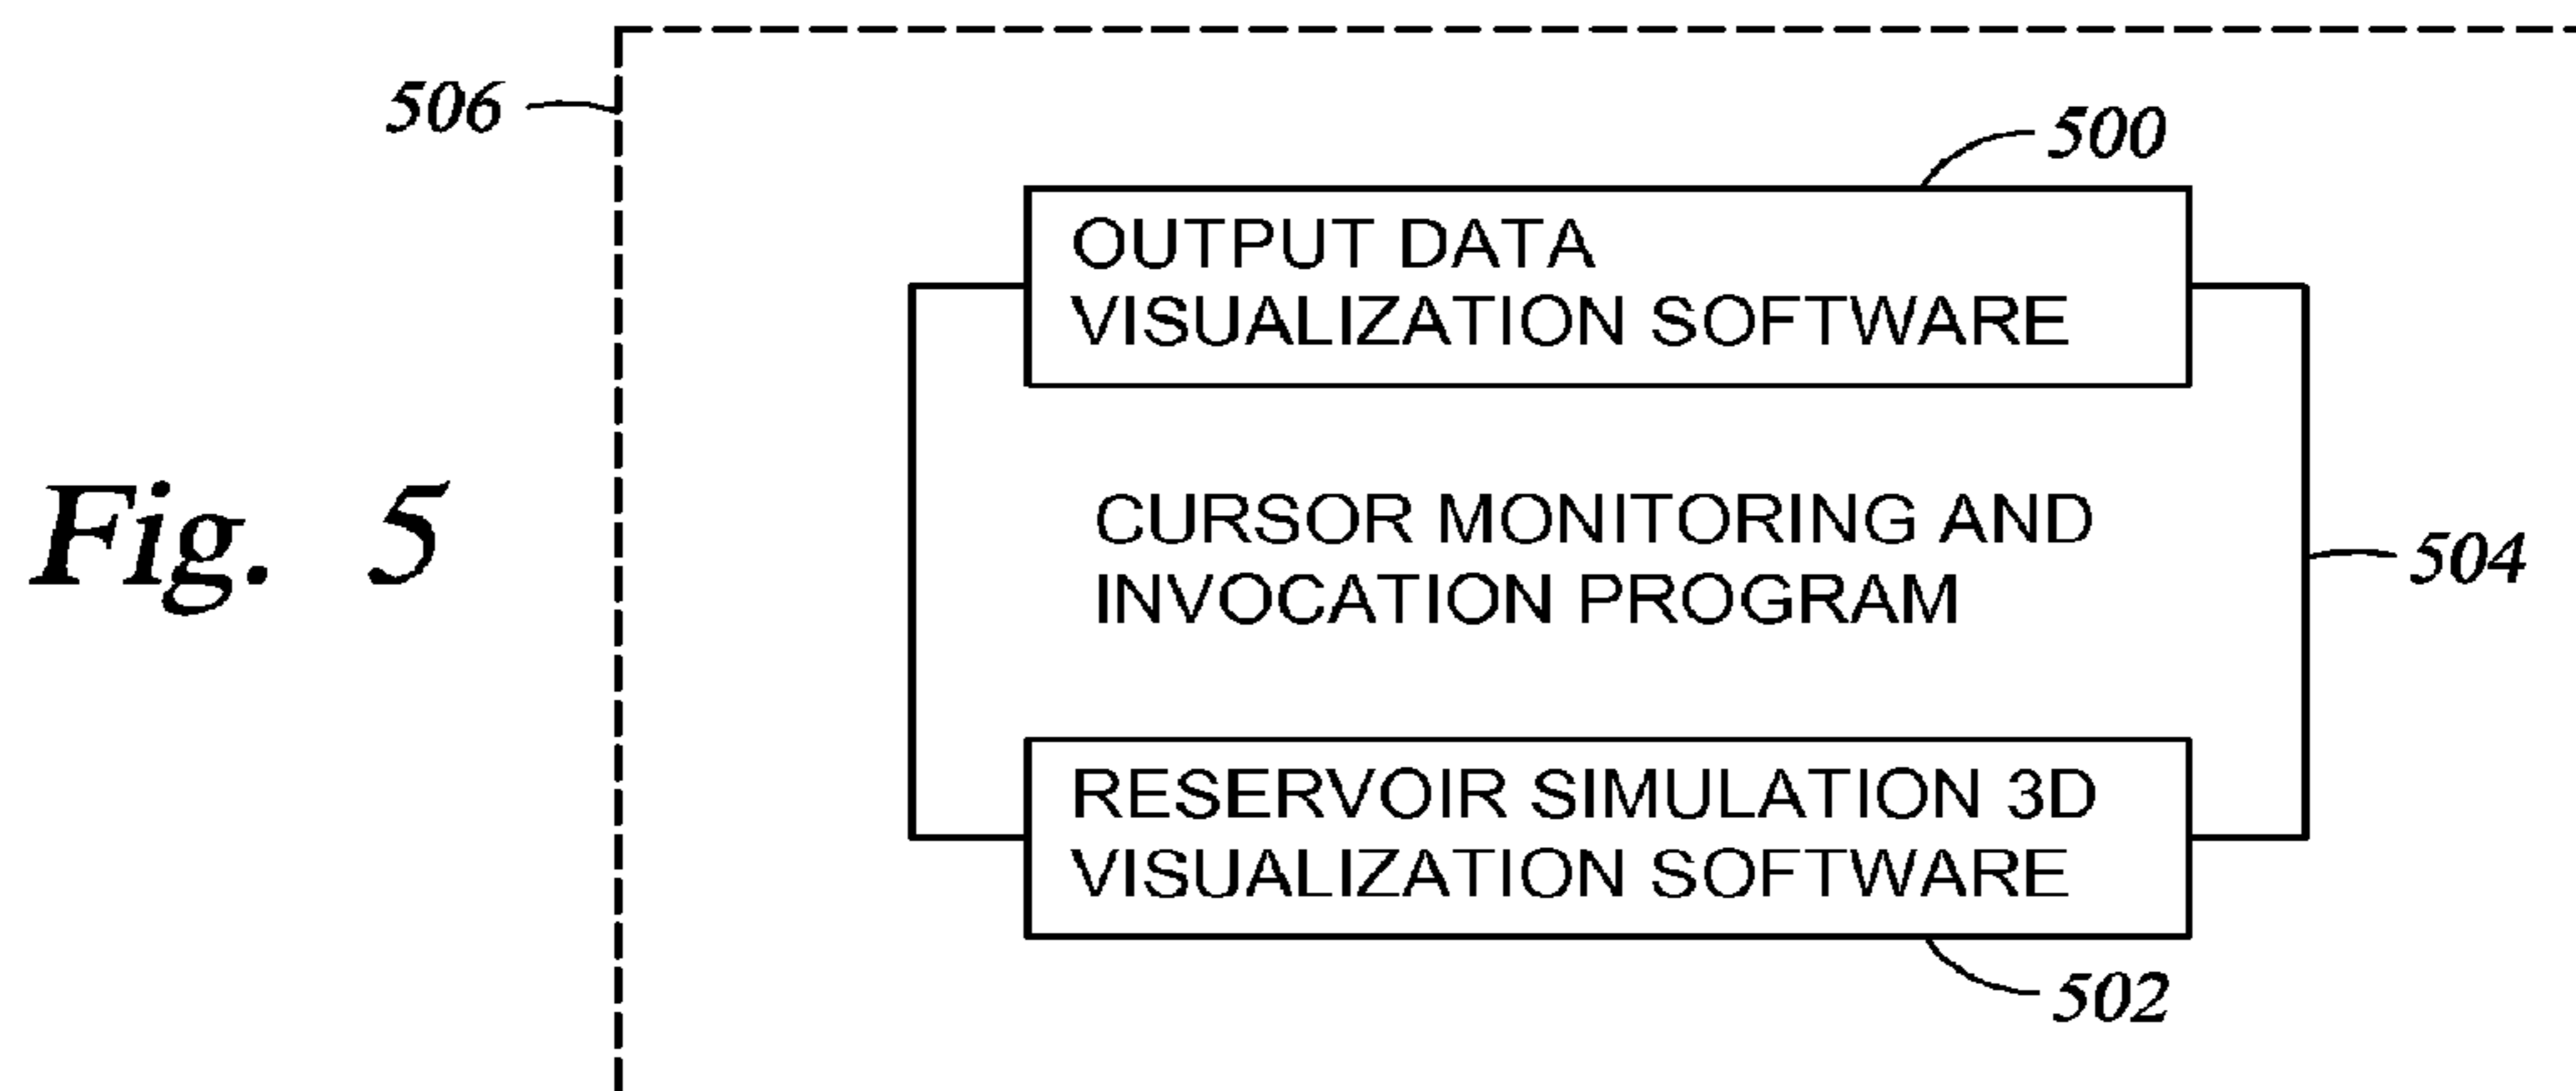 506
500
OUTPUT DATA
VISUALIZATION SOFTWARE
Fig. 5
CURSOR MONITORING AND
INVOCATION PROGRAM
504
RESERVOIR SIMULATION 3D
VISUALIZATION SOFTWARE
502